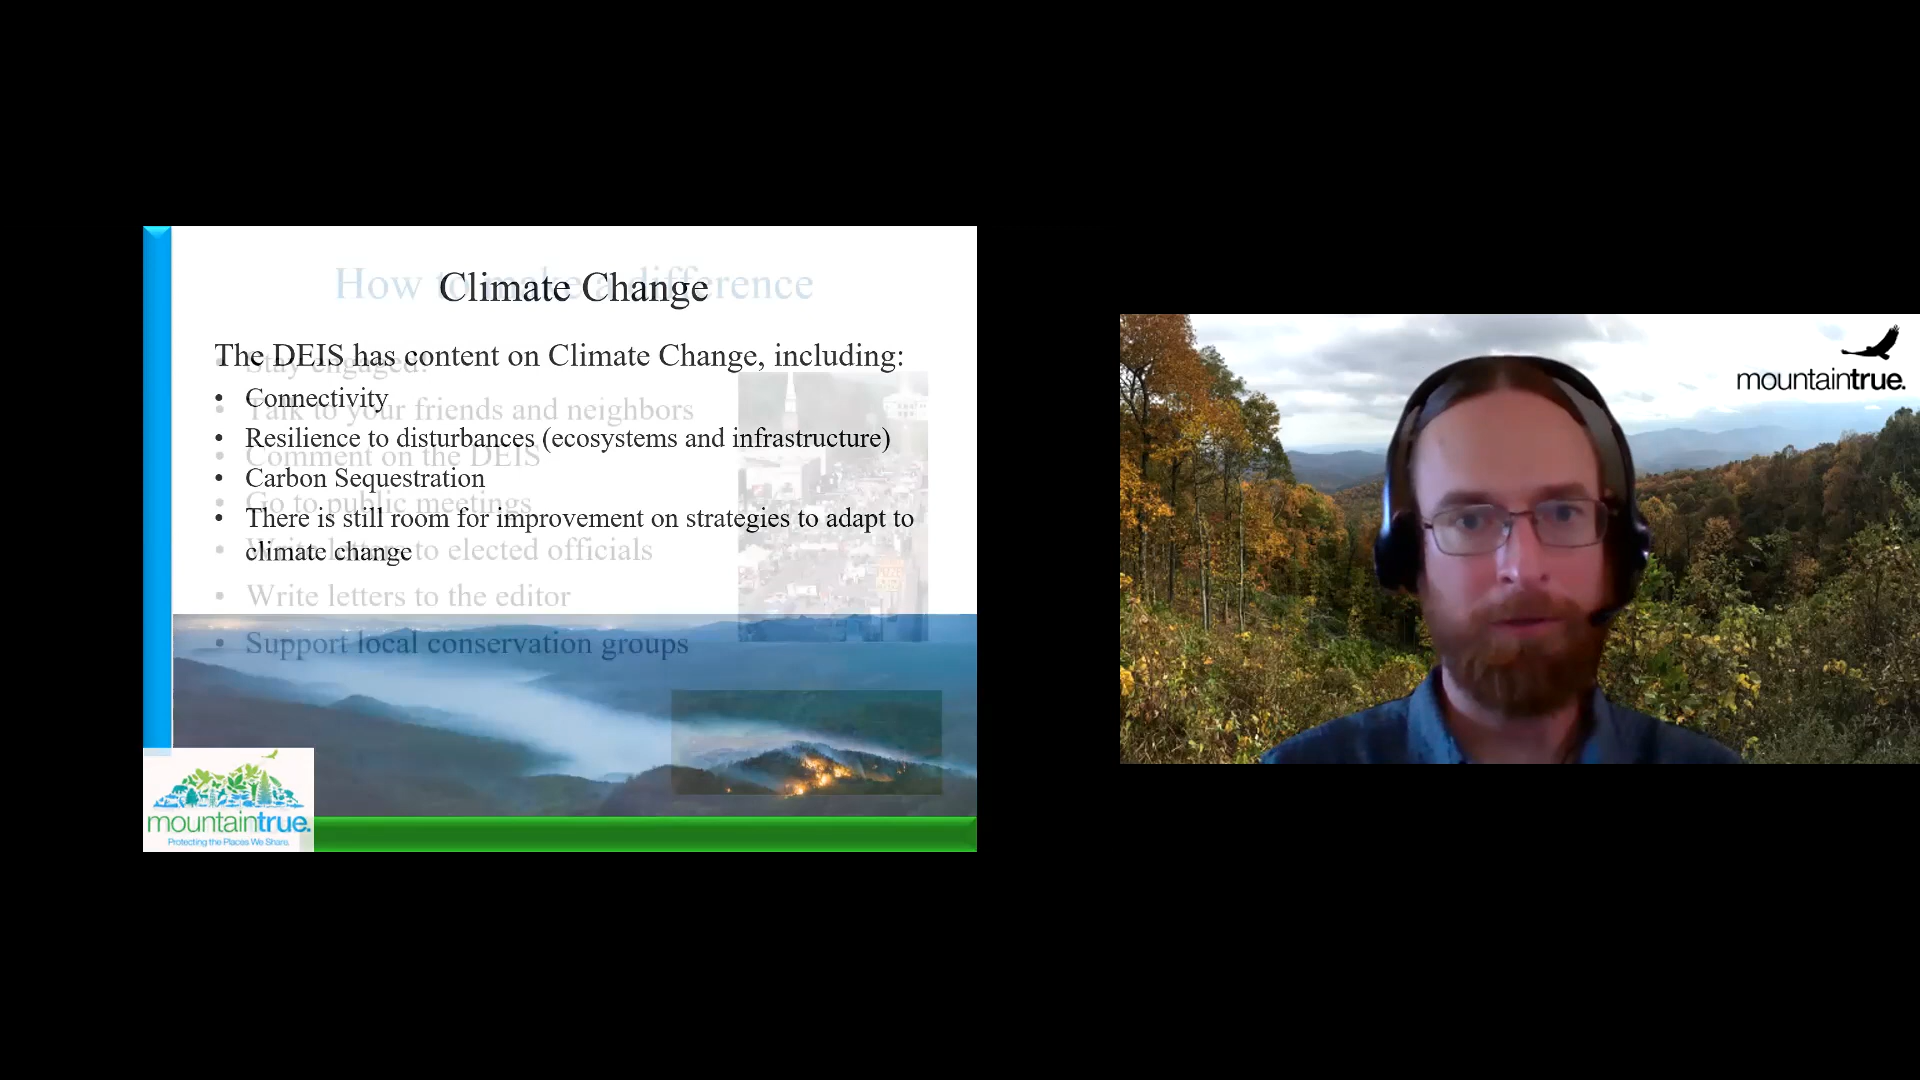 How to make a difference
Climate Change
The DEIS has content on Climate Change, including:
• Connectivity
• Resilience to disturbances (ecosystems and infrastructure)
• Carbon Sequestration
• There is still room for improvement on strategies to adapt to
climate change
• Stay engaged!
• Talk to your friends and neighbors
• Comment on the DEIS
• Go to public meetings
• Write letters to elected officials
• Write letters to the editor
• Support local conservation groups
mountaintrue.
Protecting the Places We Share.
mountaintrue.